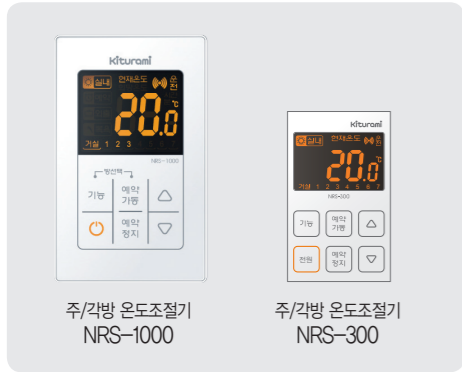 Kiturami
실내 현재온도 운전
20.0℃
거실 1 2 3
NRS-1000
방선택
기능 예약가동 △
예약정지 ▽
주/각방 온도조절기
NRS-1000
Kiturami
실내 현재온도 운전
20.0℃
거실 1 2 3 4 5 6 7
NRS-300
기능 예약가동 △
전원 예약정지 ▽
주/각방 온도조절기
NRS-300